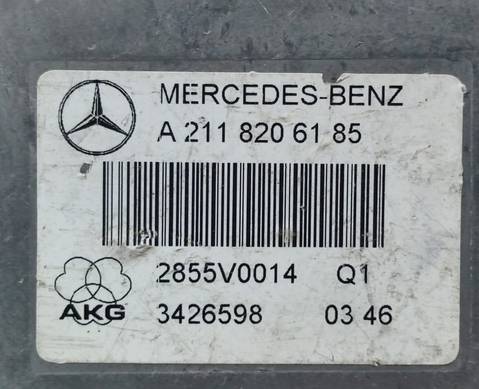 MERCEDES-BENZ
A 211 820 61 85
2855V0014 Q1
AKG
3426598 03 46